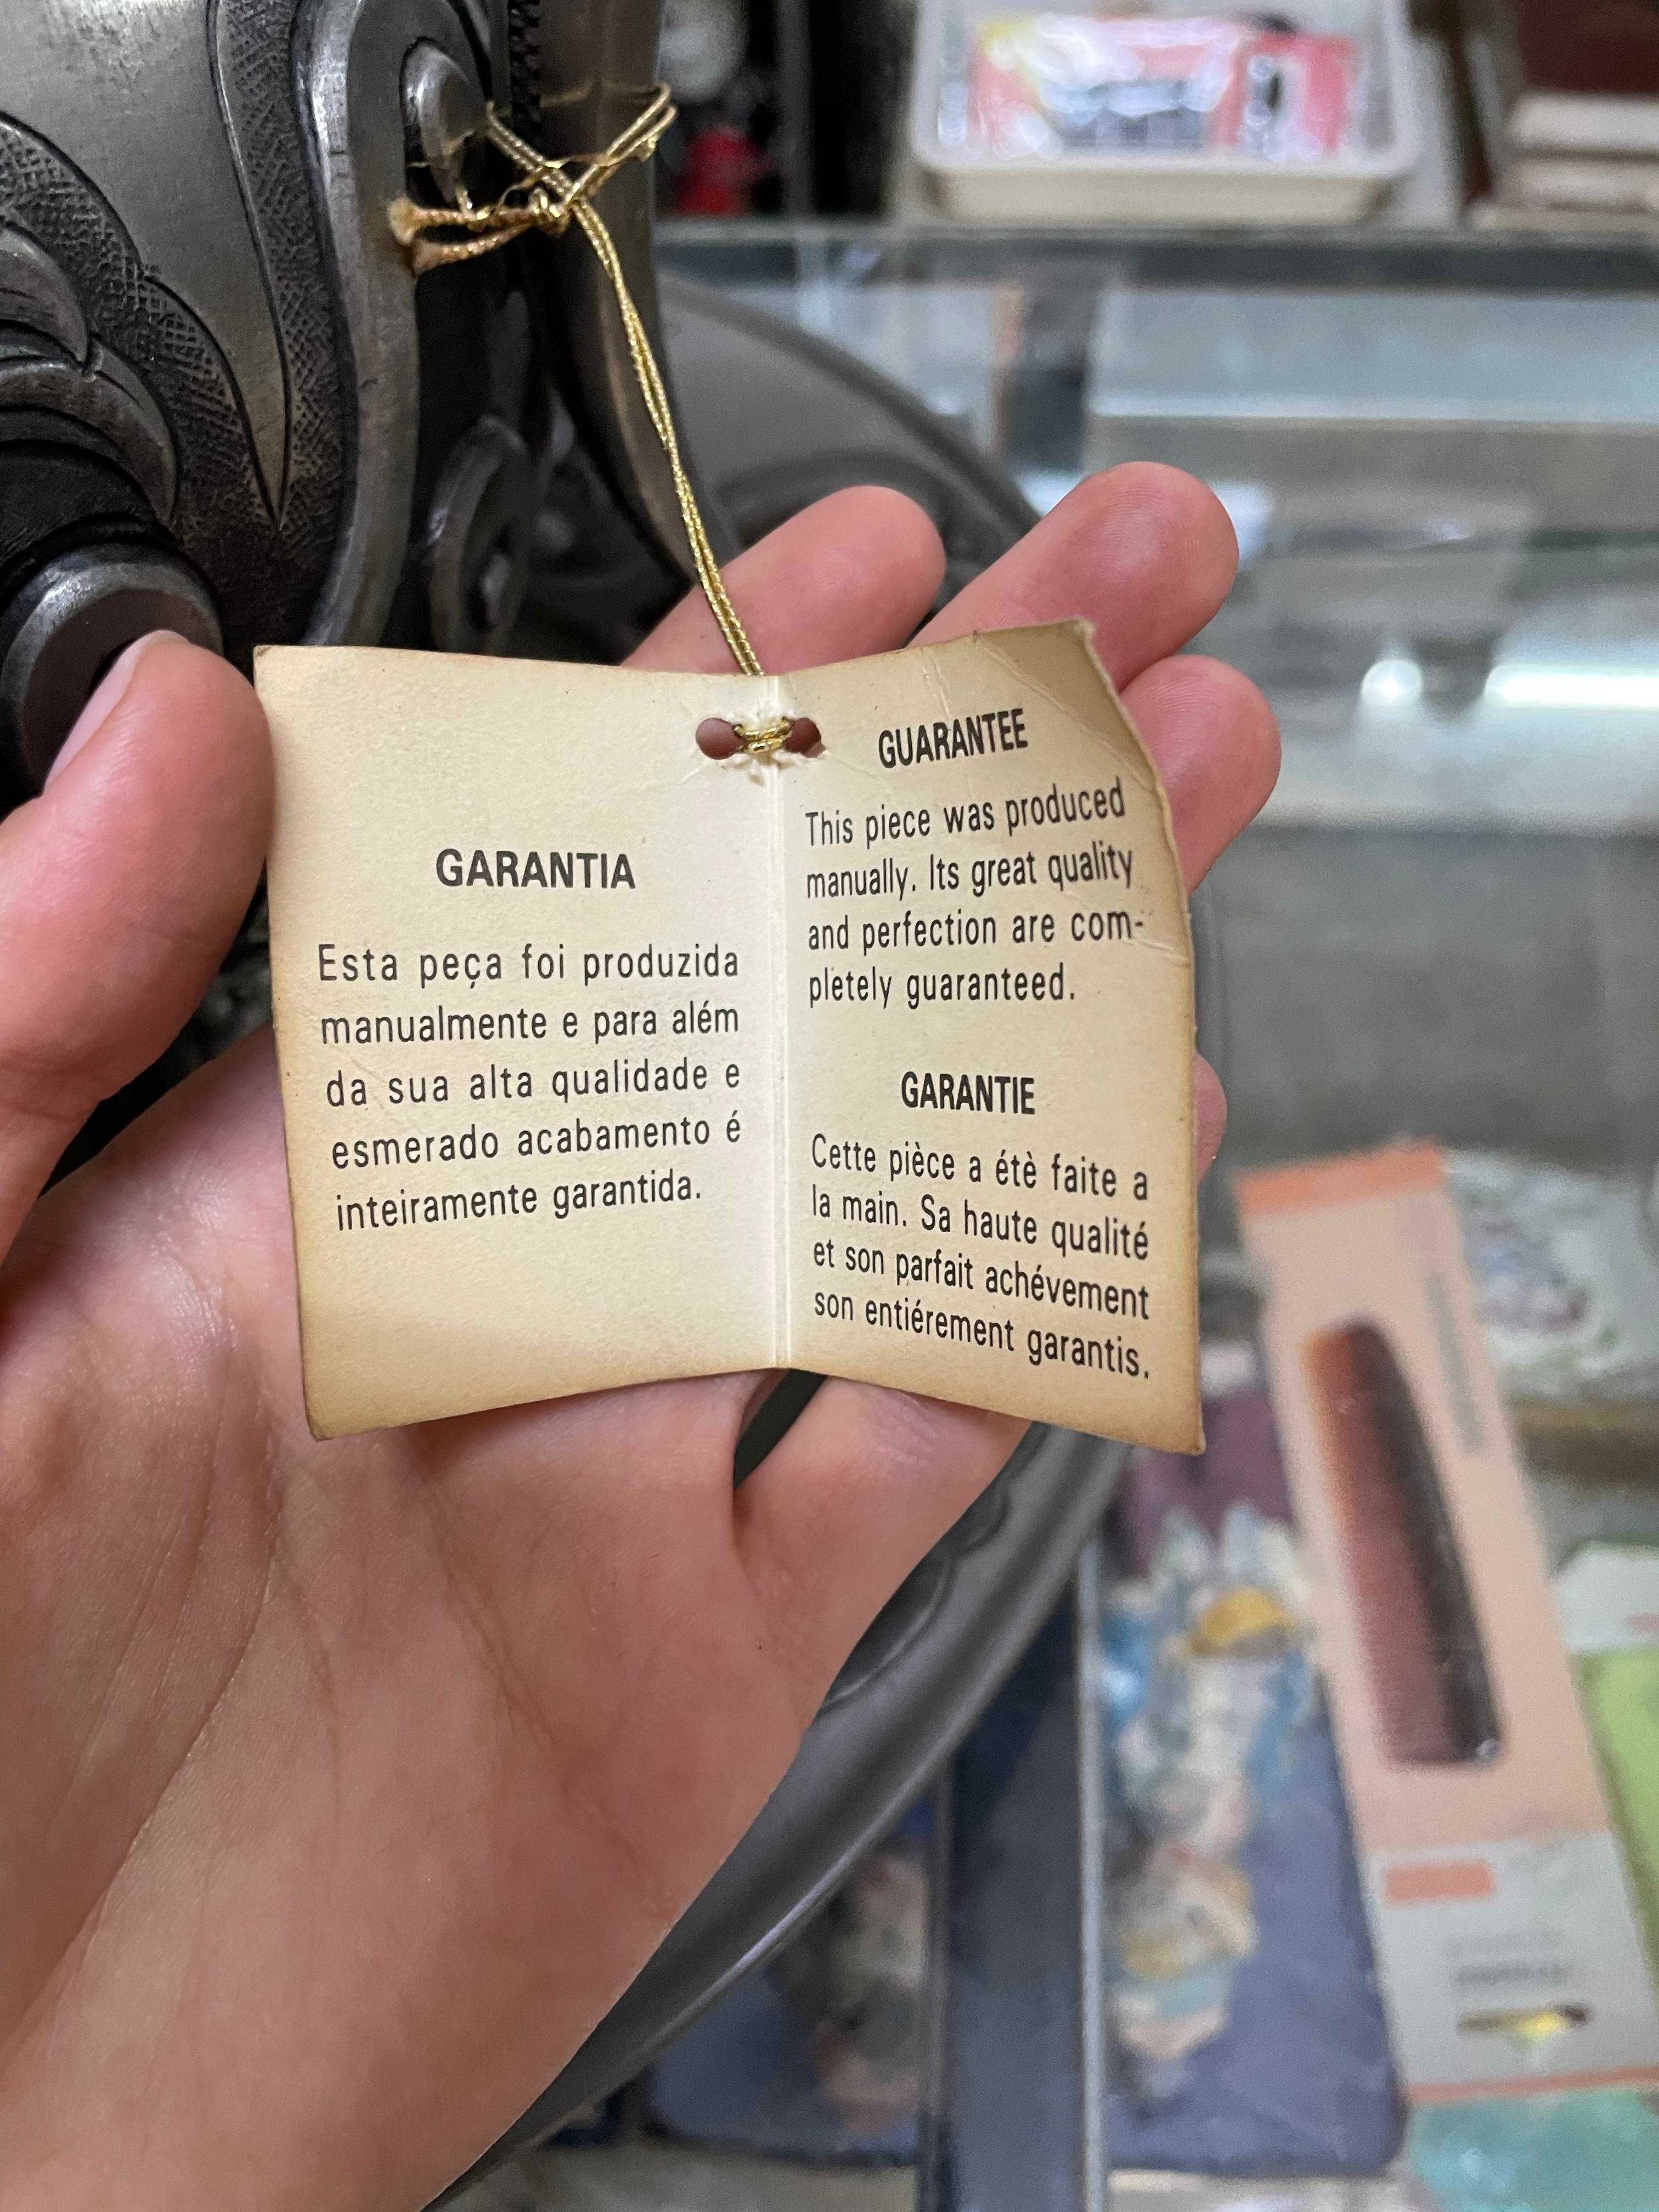 GARANTIA
Esta peça foi produzida
manualmente e para além
da sua alta qualidade e
esmerado acabamento é
inteiramente garantida.
GUARANTEE
This piece was produced
manually. Its great quality
and perfection are com-
pletely guaranteed.
GARANTIE
Cette pièce a étè faite a
la main. Sa haute qualité
et son parfait achévement
son entiérement garantis.